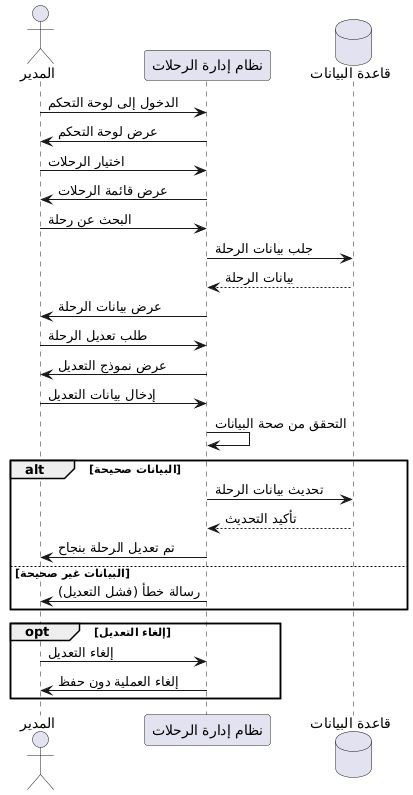 المدير
نظام إدارة الرحلات
قاعدة البيانات
الدخول إلى لوحة التحكم
عرض لوحة التحكم
اختيار الرحلات
عرض قائمة الرحلات
البحث عن رحلة
جلب بيانات الرحلة
بيانات الرحلة
عرض بيانات الرحلة
طلب تعديل الرحلة
عرض نموذج التعديل
إدخال بيانات التعديل
التحقق من صحة البيانات
alt [البيانات صحيحة]
تحديث بيانات الرحلة
تأكيد التحديث
تم تعديل الرحلة بنجاح
[البيانات غير صحيحة]
رسالة خطأ (فشل التعديل)
opt [إلغاء التعديل]
إلغاء التعديل
إلغاء العملية دون حفظ
المدير
نظام إدارة الرحلات
قاعدة البيانات